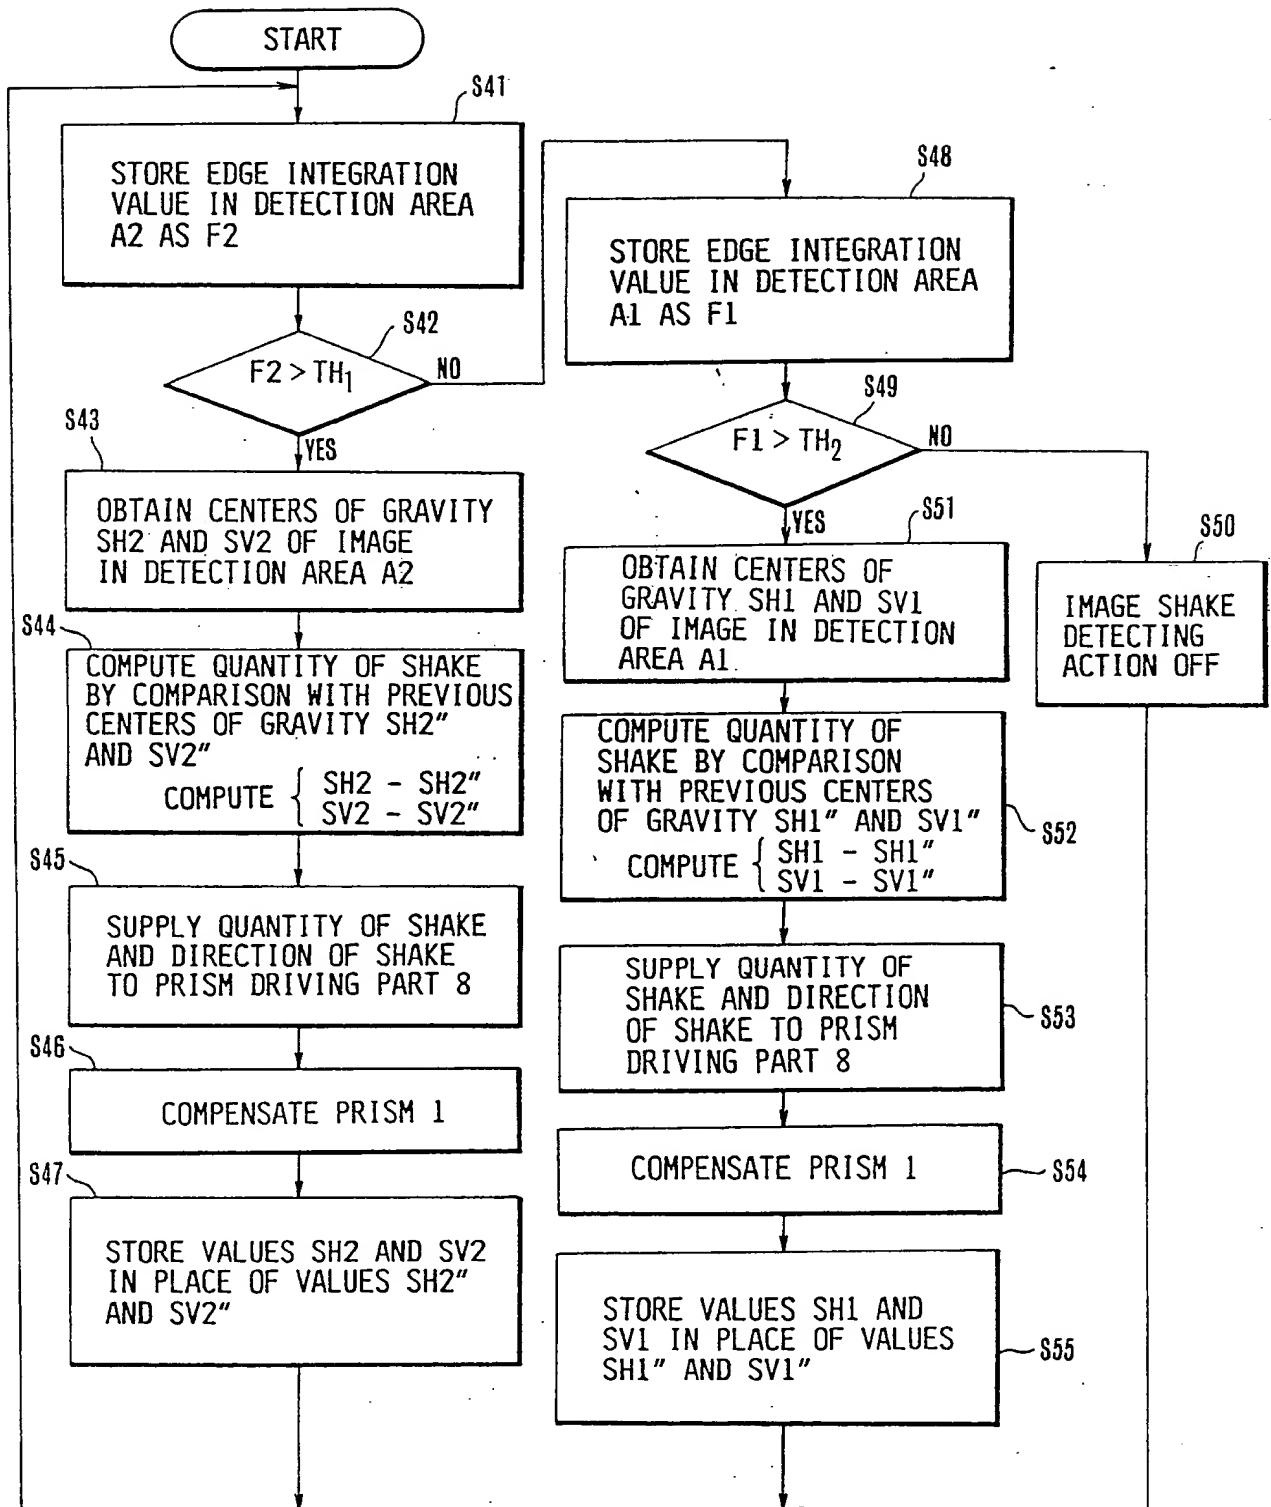 START
S41
STORE EDGE INTEGRATION
VALUE IN DETECTION AREA
A2 AS F2
S42
F2 > TH1
NO
YES
S43
OBTAIN CENTERS OF GRAVITY
SH2 AND SV2 OF IMAGE
IN DETECTION AREA A2
S44
COMPUTE QUANTITY OF SHAKE
BY COMPARISON WITH PREVIOUS
CENTERS OF GRAVITY SH2"
AND SV2"
COMPUTE { SH2 - SH2"
SV2 - SV2"
S45
SUPPLY QUANTITY OF SHAKE
AND DIRECTION OF SHAKE
TO PRISM DRIVING PART 8
S46
COMPENSATE PRISM 1
S47
STORE VALUES SH2 AND SV2
IN PLACE OF VALUES SH2"
AND SV2"
S48
STORE EDGE INTEGRATION
VALUE IN DETECTION AREA
A1 AS F1
S49
F1 > TH2
NO
YES
S51
OBTAIN CENTERS OF
GRAVITY SH1 AND SV1
OF IMAGE IN DETECTION
AREA A1
S50
IMAGE SHAKE
DETECTING
ACTION OFF
COMPUTE QUANTITY OF
SHAKE BY COMPARISON
WITH PREVIOUS CENTERS
OF GRAVITY SH1" AND SV1"
COMPUTE { SH1 - SH1"
SV1 - SV1"
S52
SUPPLY QUANTITY OF
SHAKE AND DIRECTION
OF SHAKE TO PRISM
DRIVING PART 8
S53
COMPENSATE PRISM 1
S54
STORE VALUES SH1 AND
SV1 IN PLACE OF VALUES
SH1" AND SV1"
S55